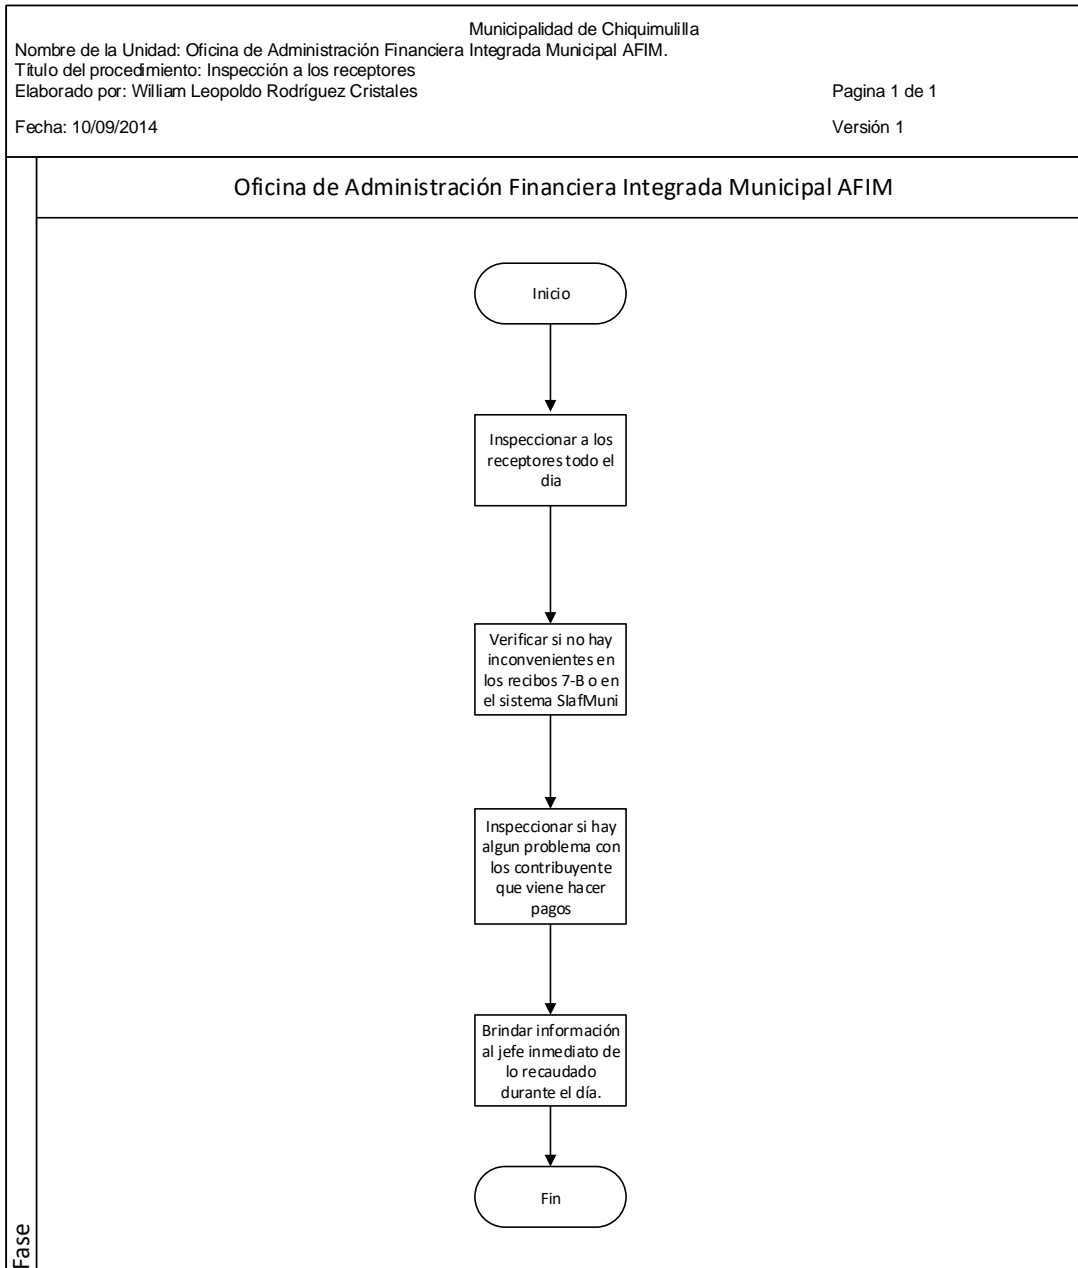 Municipalidad de Chiquimulilla
Nombre de la Unidad: Oficina de Administración Financiera Integrada Municipal AFIM.
Título del procedimiento: Inspección a los receptores
Elaborado por: William Leopoldo Rodríguez Cristales
Pagina 1 de 1
Fecha: 10/09/2014
Versión 1
Oficina de Administración Financiera Integrada Municipal AFIM
Inicio
Inspeccionar a los
receptores todo el
dia
Verificar si no hay
inconvenientes en
los recibos 7-B o en
el sistema SIafMuni
Inspeccionar si hay
algun problema con
los contribuyente
que viene hacer
pagos
Brindar información
al jefe inmediato de
lo recaudado
durante el día.
Fin
Fase